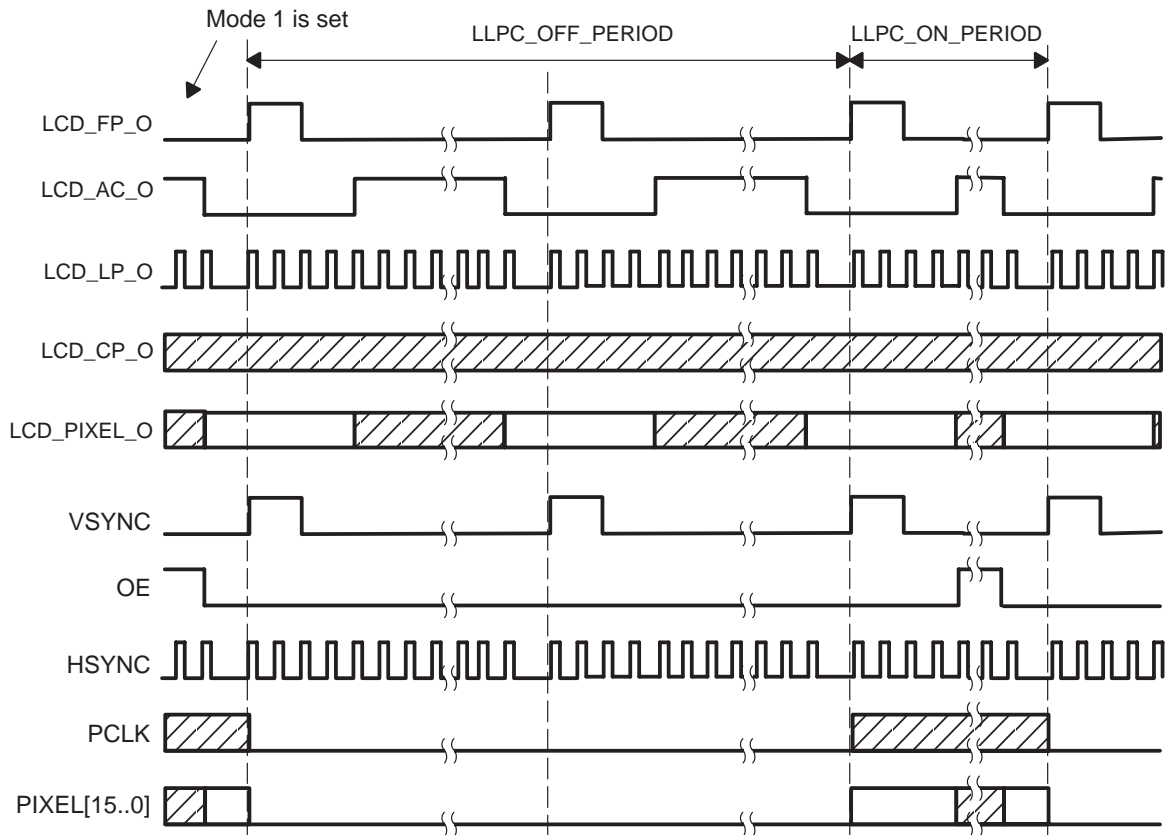 Mode 1 is set
LLPC_OFF_PERIOD
LLPC_ON_PERIOD
LCD_FP_O
LCD_AC_O
LCD_LP_O
LCD_CP_O
LCD_PIXEL_O
VSYNC
OE
HSYNC
PCLK
PIXEL[15..0]